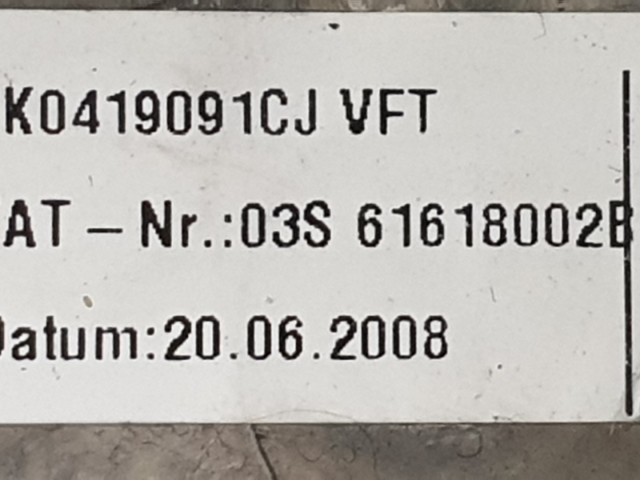 K0419091CJ VFT
AT – Nr.:03S 61618002B
Datum:20.06.2008